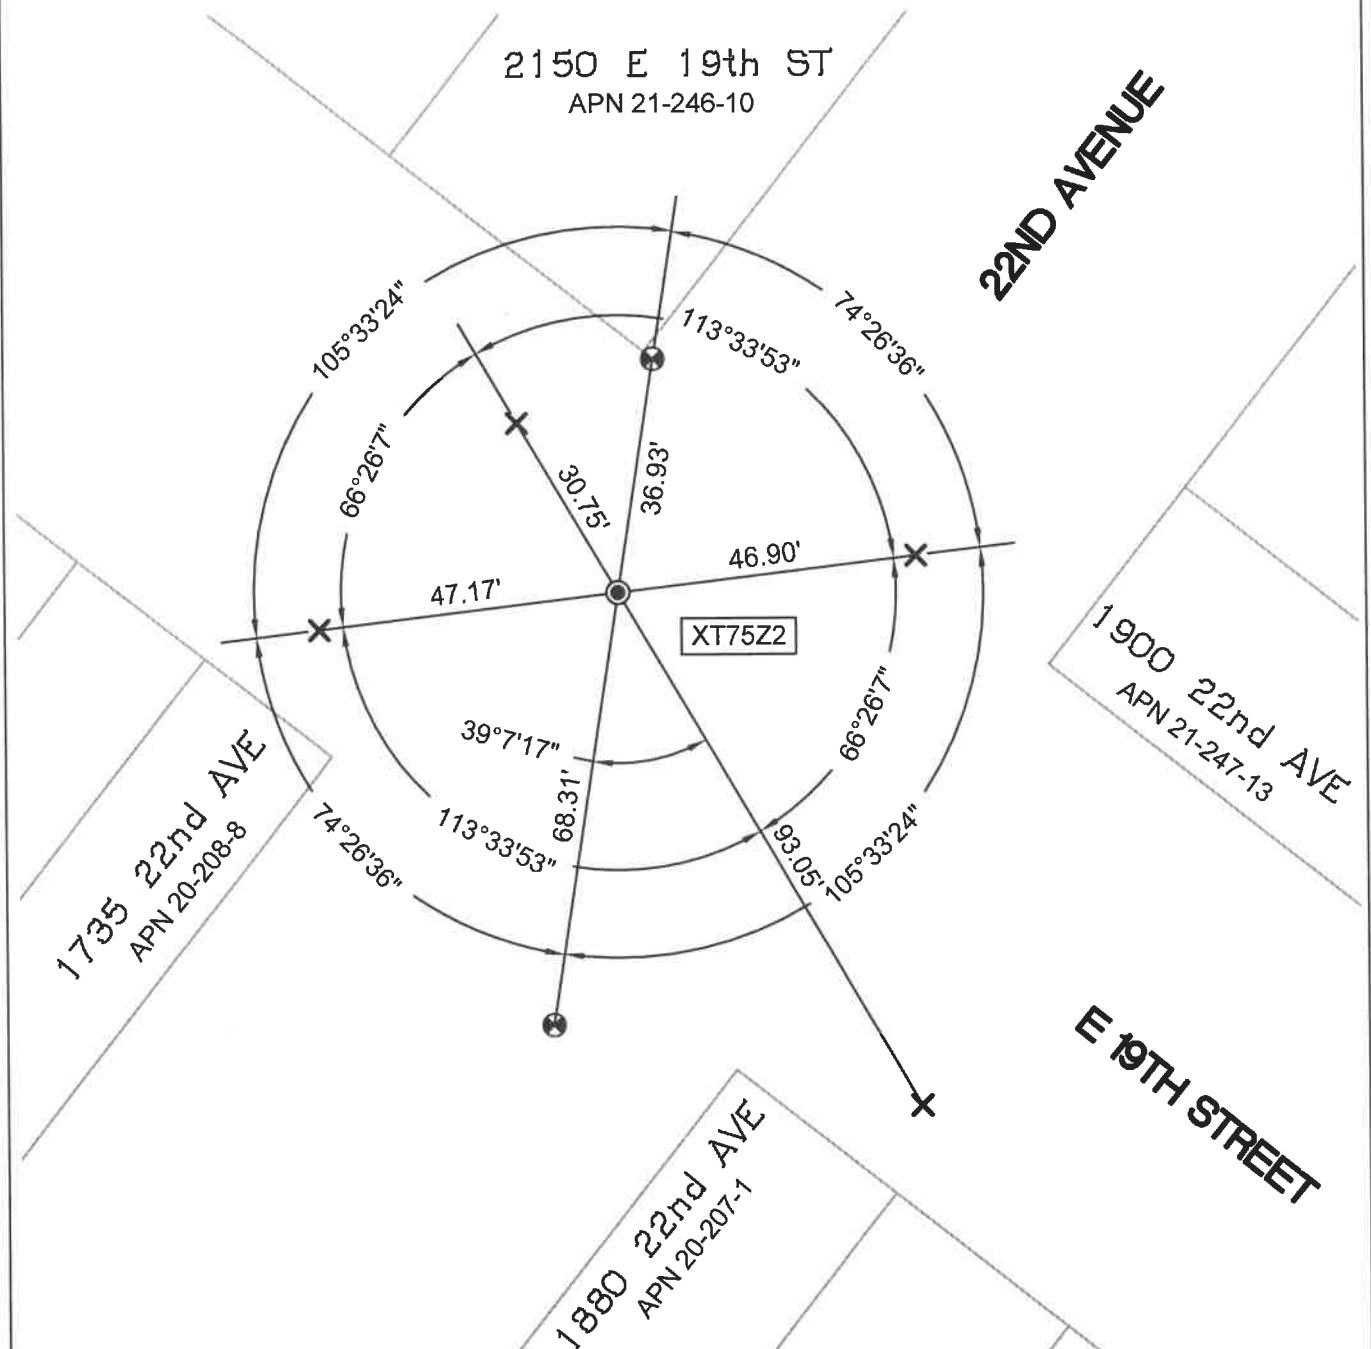 2150 E 19th ST
APN 21-246-10
22ND AVENUE
105°33'24"
74°26'36"
113°33'53"
66°26'7"
30.75'
36.93'
46.90'
47.17'
XT75Z2
1900 22nd AVE
APN 21-247-13
39°7'17"
66°26'7"
68.31'
1735 22nd AVE
APN 20-208-8
74°26'36"
113°33'53"
93.05'
105°33'24"
E 19TH STREET
1880 22nd AVE
APN 20-207-1